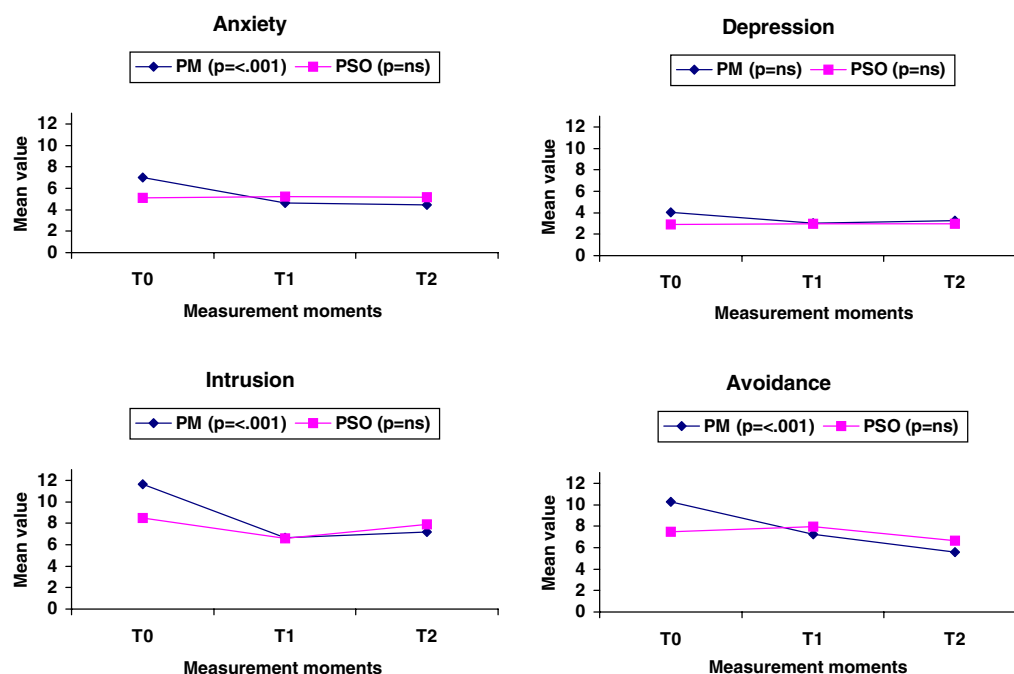 Anxiety
PM (p=<.001) PSO (p=ns)
12
10
8
6
4
2
0
Mean value
T0 T1 T2
Measurement moments
Depression
PM (p=ns) PSO (p=ns)
12
10
8
6
4
2
0
Mean value
T0 T1 T2
Measurement moments
Intrusion
PM (p=<.001) PSO (p=ns)
12
10
8
6
4
2
0
Mean value
T0 T1 T2
Measurement moments
Avoidance
PM (p=<.001) PSO (p=ns)
12
10
8
6
4
2
0
Mean value
T0 T1 T2
Measurement moments